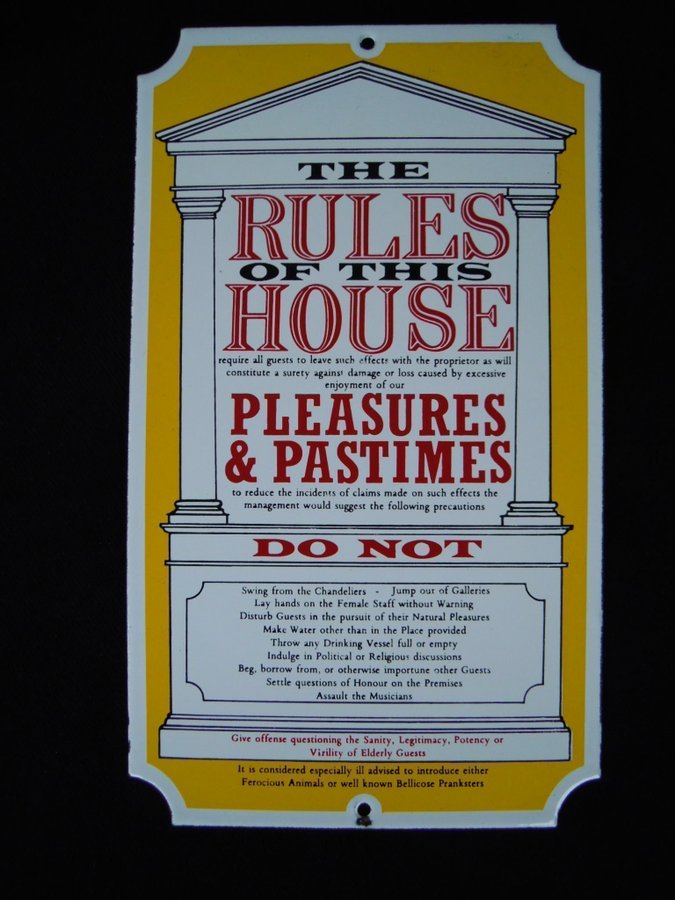 THE
RULES
OF THIS
HOUSE
require all guests to leave such effects with the proprietor as will
constitute a surety against damage or loss caused by excessive
enjoyment of our
PLEASURES
& PASTIMES
to reduce the incidents of claims made on such effects the
management would suggest the following precautions
DO NOT
Swing from the Chandeliers - Jump out of Galleries
Lay hands on the Female Staff without Warning
Disturb Guests in the pursuit of their Natural Pleasures
Make Water other than in the Place provided
Throw any Drinking Vessel full or empty
Indulge in Political or Religious discussions
Beg, borrow from, or otherwise importune other Guests
Settle questions of Honour on the Premises
Assault the Musicians
Give offense questioning the Sanity, Legitimacy, Potency or
Virility of Elderly Guests
It is considered especially ill advised to introduce either
Ferocious Animals or well known Bellicose Pranksters